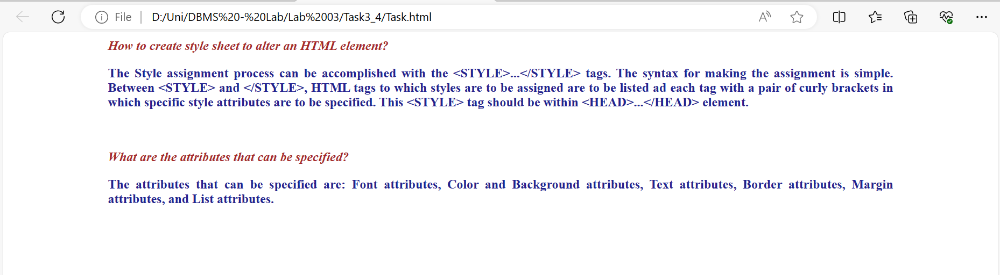 File D:/Uni/DBMS%20-%20Lab/Lab%2003/Task3_4/Task.html
How to create style sheet to alter an HTML element?
The Style assignment process can be accomplished with the <STYLE>...</STYLE> tags. The syntax for making the assignment is simple.
Between <STYLE> and </STYLE>, HTML tags to which styles are to be assigned are to be listed ad each tag with a pair of curly brackets in
which specific style attributes are to be specified. This <STYLE> tag should be within <HEAD>...</HEAD> element.
What are the attributes that can be specified?
The attributes that can be specified are: Font attributes, Color and Background attributes, Text attributes, Border attributes, Margin
attributes, and List attributes.